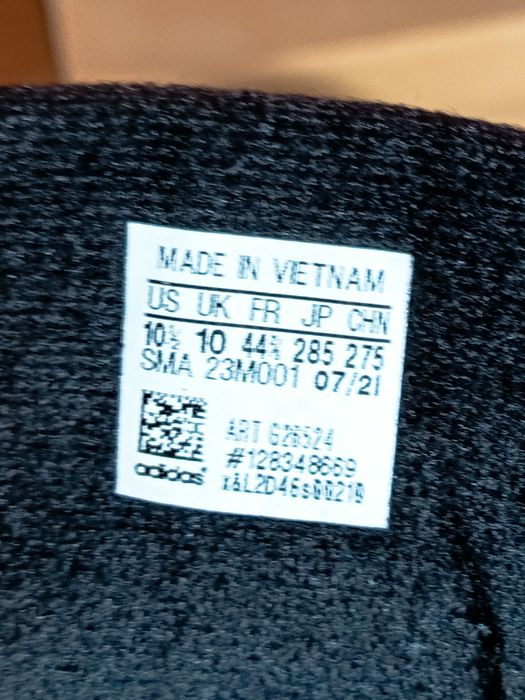 MADE IN VIETNAM
US UK FR JP CHN
10½ 10 44⅔ 285 275
SMA 23M001 07/21
ART G26524
#128348669
adidas